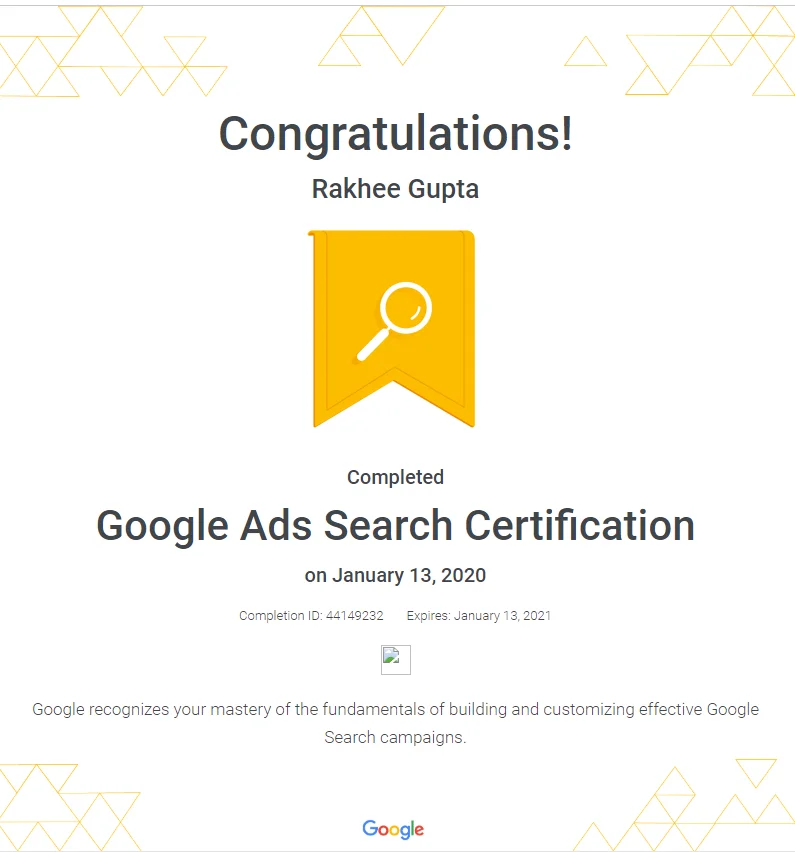 Congratulations!
Rakhee Gupta
Completed
Google Ads Search Certification
on January 13, 2020
Completion ID: 44149232 Expires: January 13, 2021
Google recognizes your mastery of the fundamentals of building and customizing effective Google
Search campaigns.
Google